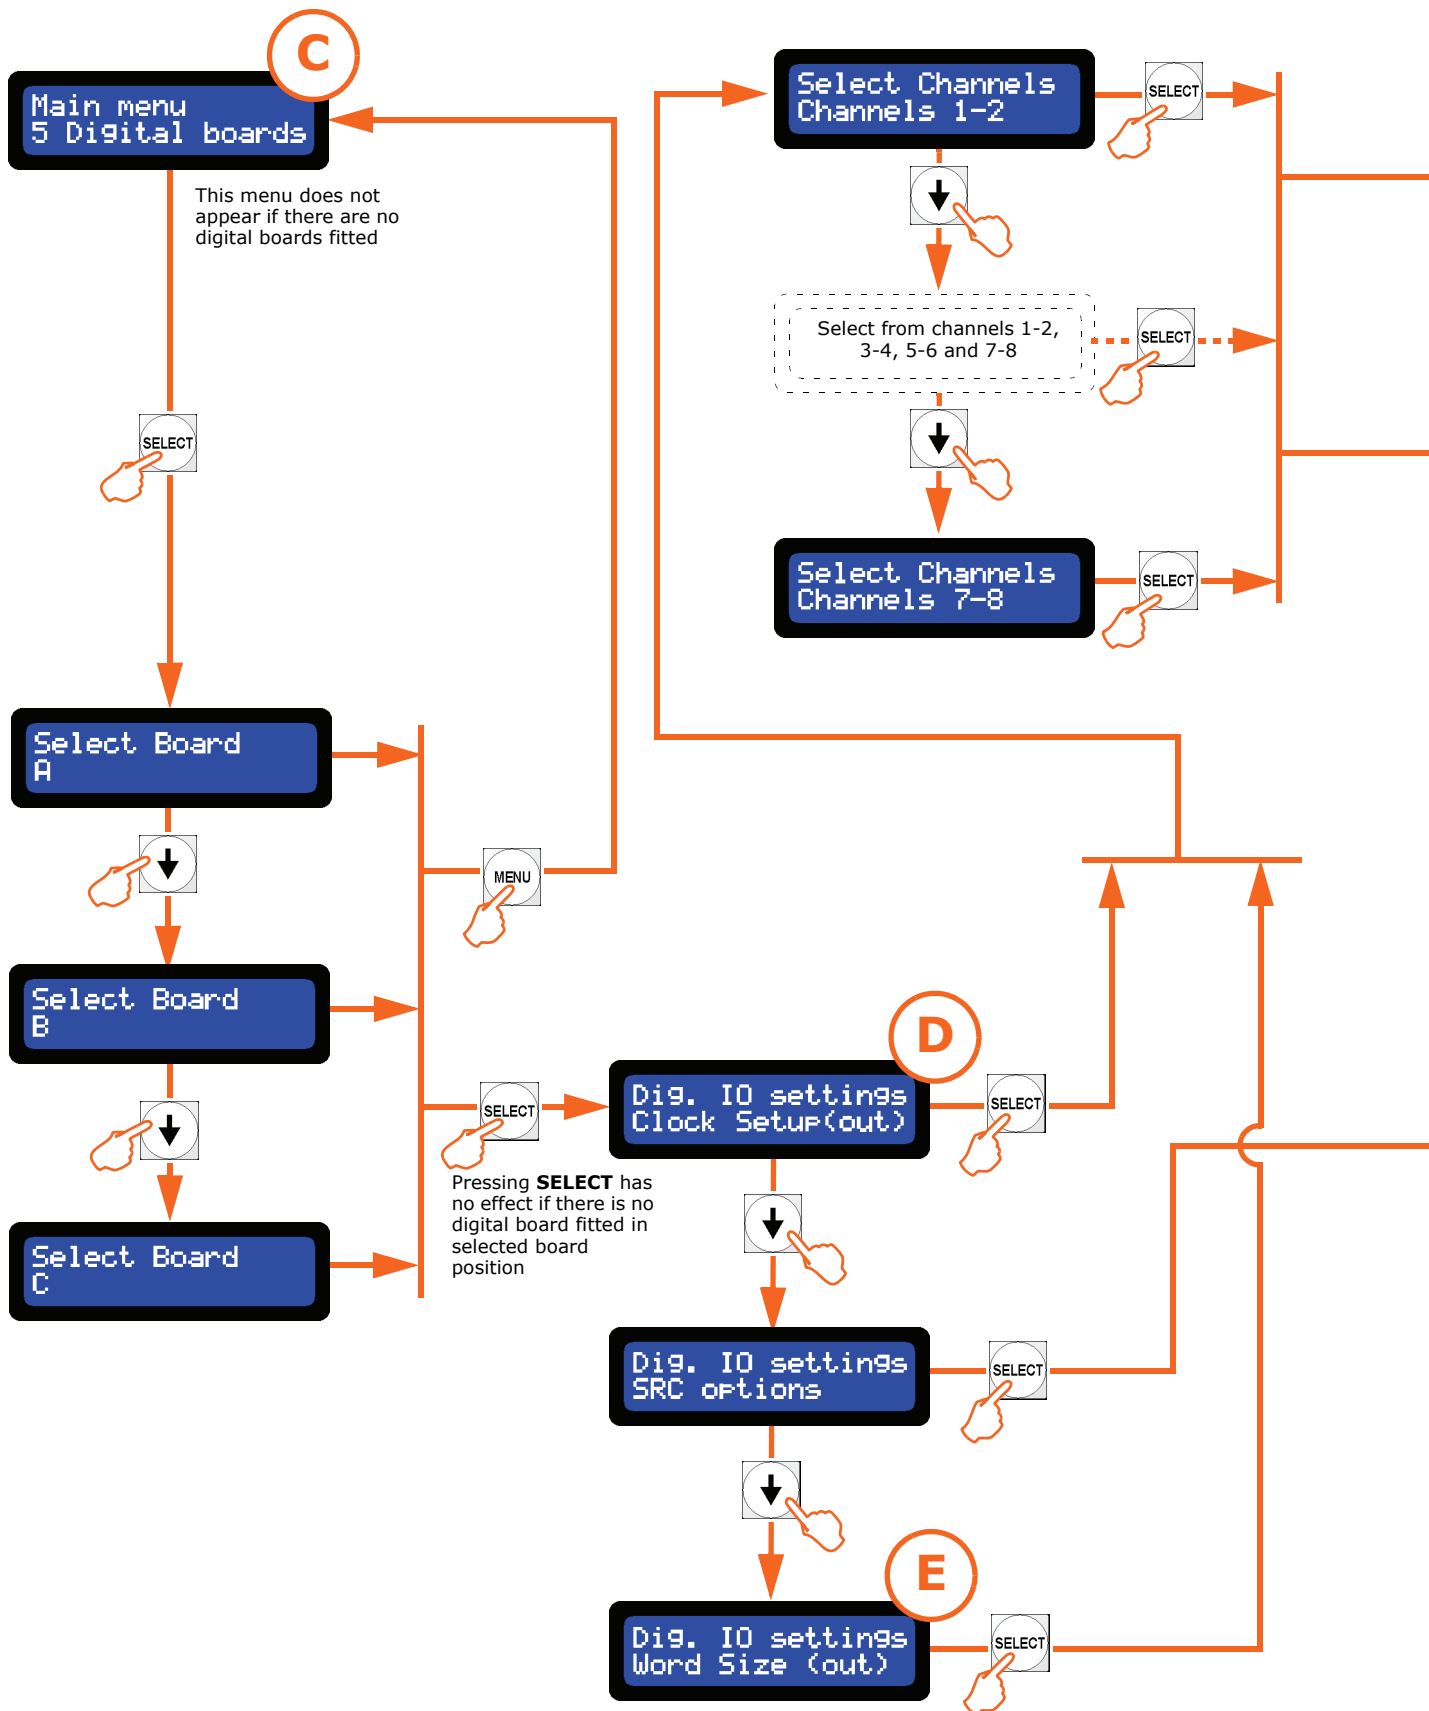 C
Main menu
5 Digital boards
This menu does not
appear if there are no
digital boards fitted
SELECT
Select Board
A
MENU
Select Board
B
SELECT
Pressing SELECT has
no effect if there is no
digital board fitted in
selected board
position
Select Board
C
Select Channels
Channels 1-2
SELECT
Select from channels 1-2,
3-4, 5-6 and 7-8
SELECT
Select Channels
Channels 7-8
SELECT
D
Dig. IO settings
Clock Setup(out)
SELECT
Dig. IO settings
SRC options
SELECT
E
Dig. IO settings
Word Size (out)
SELECT